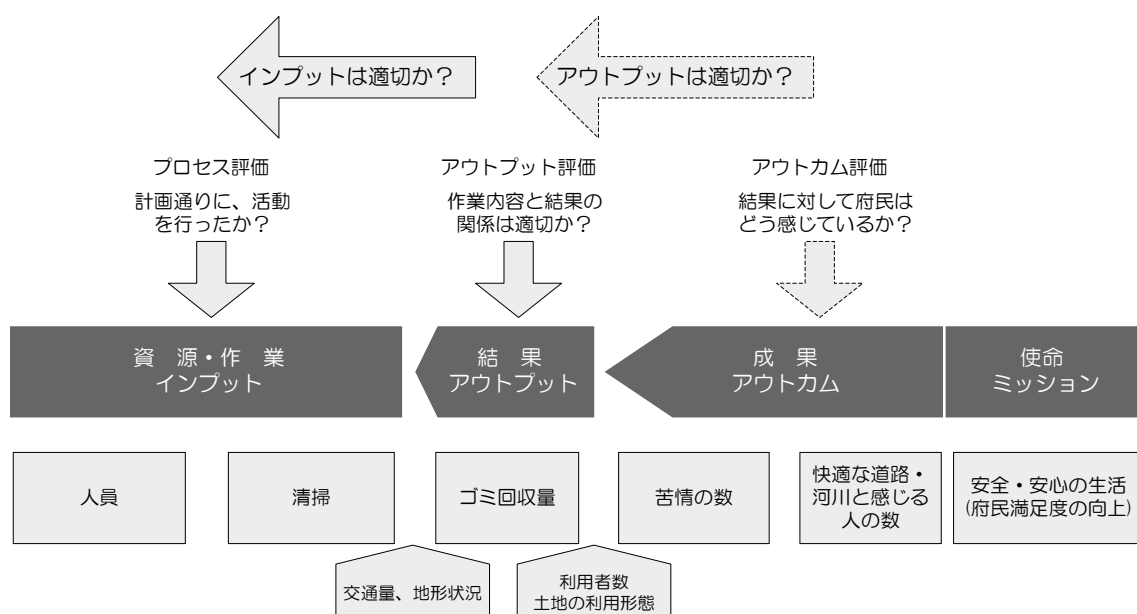 インプットは適切か？
アウトプットは適切か？
プロセス評価
計画通りに、活動
を行ったか？
アウトプット評価
作業内容と結果の
関係は適切か？
アウトカム評価
結果に対して府民は
どう感じているか？
資　源・作　業
インプット
結　果
アウトプット
成　果
アウトカム
使命
ミッション
人員
清掃
ゴミ回収量
苦情の数
快適な道路・
河川と感じる
人の数
安全・安心の生活
(府民満足度の向上)
交通量、地形状況
利用者数
土地の利用形態